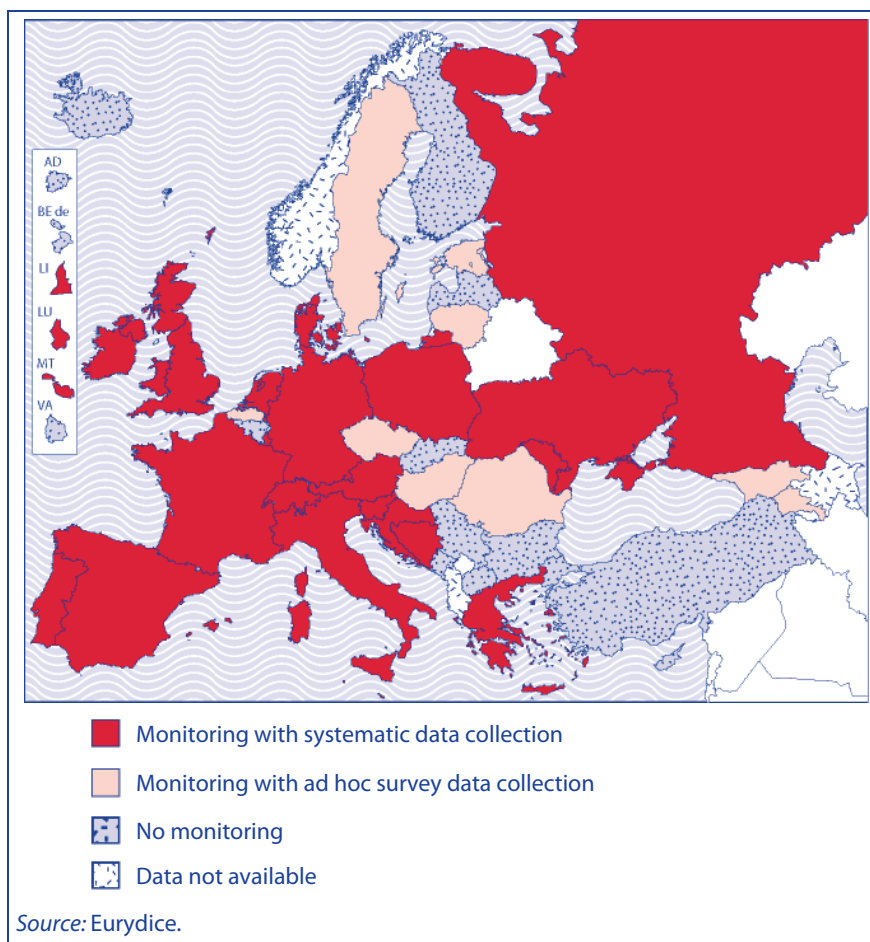 AD
BE de
LI
LU
MT
VA
Monitoring with systematic data collection
Monitoring with ad hoc survey data collection
No monitoring
Data not available
Source: Eurydice.